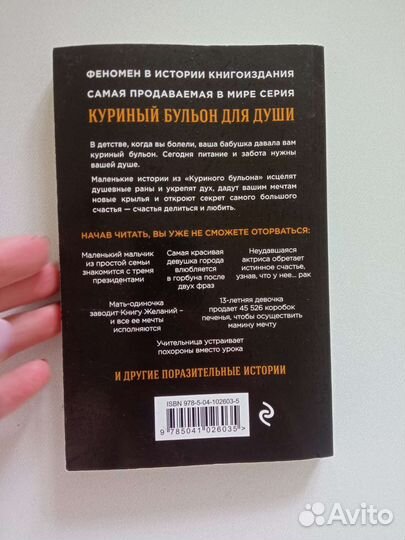 ФЕНОМЕН В ИСТОРИИ КНИГОИЗДАНИЯ
САМАЯ ПРОДАВАЕМАЯ В МИРЕ СЕРИЯ
КУРИНЫЙ БУЛЬОН ДЛЯ ДУШИ
В детстве, когда вы болели, ваша бабушка давала вам
куриный бульон. Сегодня питание и забота нужны
вашей душе.
Маленькие истории из «Куриного бульона» исцелят
душевные раны и укрепят дух, дадут вашим мечтам
новые крылья и откроют секрет самого большого
счастья — счастья делиться и любить.
НАЧАВ ЧИТАТЬ, ВЫ УЖЕ НЕ СМОЖЕТЕ ОТОРВАТЬСЯ:
Маленький мальчик
из простой семьи
знакомится с тремя
президентами
Самая красивая
девушка города
влюбляется
в горбуна после
двух фраз
Неудавшаяся
актриса обретает
истинное счастье,
узнав, что у нее... рак
Мать-одиночка
заводит Книгу Желаний –
и все ее мечты
исполняются
13-летняя девочка
продает 45 526 коробок
печенья, чтобы осуществить
мамину мечту
Учительница устраивает
похороны вместо урока
И ДРУГИЕ ПОРАЗИТЕЛЬНЫЕ ИСТОРИИ
ISBN 978-5-04-102603-5
9 785041 026035 >
Avito